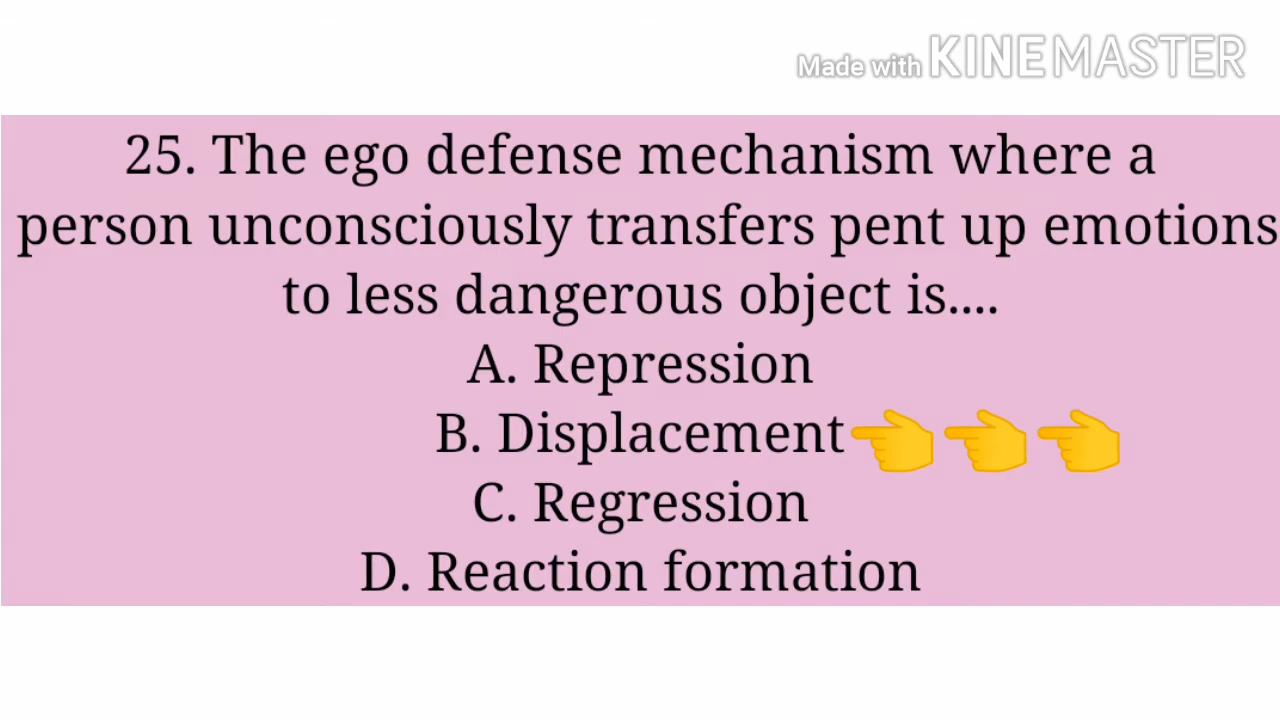 Made with KINEMASTER
25. The ego defense mechanism where a
person unconsciously transfers pent up emotions
to less dangerous object is....
A. Repression
B. Displacement👈👈👈
C. Regression
D. Reaction formation